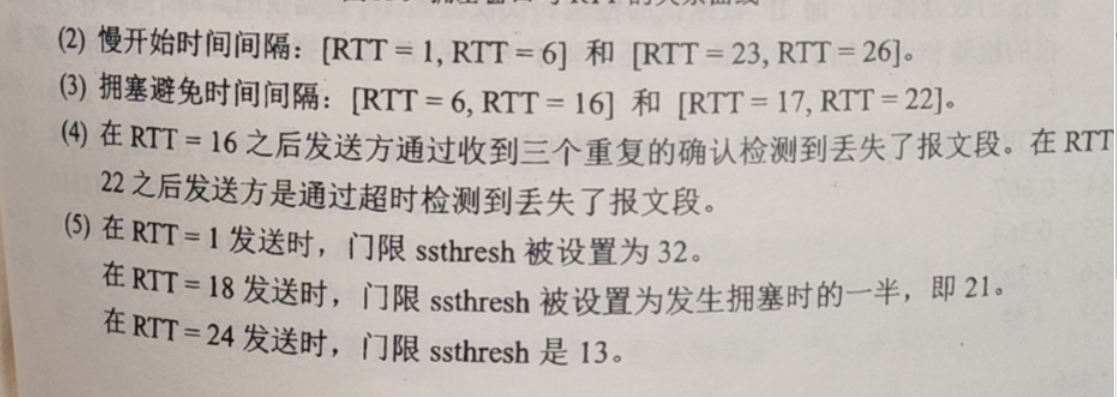 (2) 慢开始时间间隔：[RTT = 1, RTT = 6] 和 [RTT = 23, RTT = 26]。
(3) 拥塞避免时间间隔：[RTT = 6, RTT = 16] 和 [RTT = 17, RTT = 22]。
(4) 在 RTT = 16 之后发送方通过收到三个重复的确认检测到丢失了报文段。在 RTT
22 之后发送方是通过超时检测到丢失了报文段。
(5) 在 RTT = 1 发送时，门限 ssthresh 被设置为 32。
在 RTT = 18 发送时，门限 ssthresh 被设置为发生拥塞时的一半，即 21。
在 RTT = 24 发送时，门限 ssthresh 是 13。